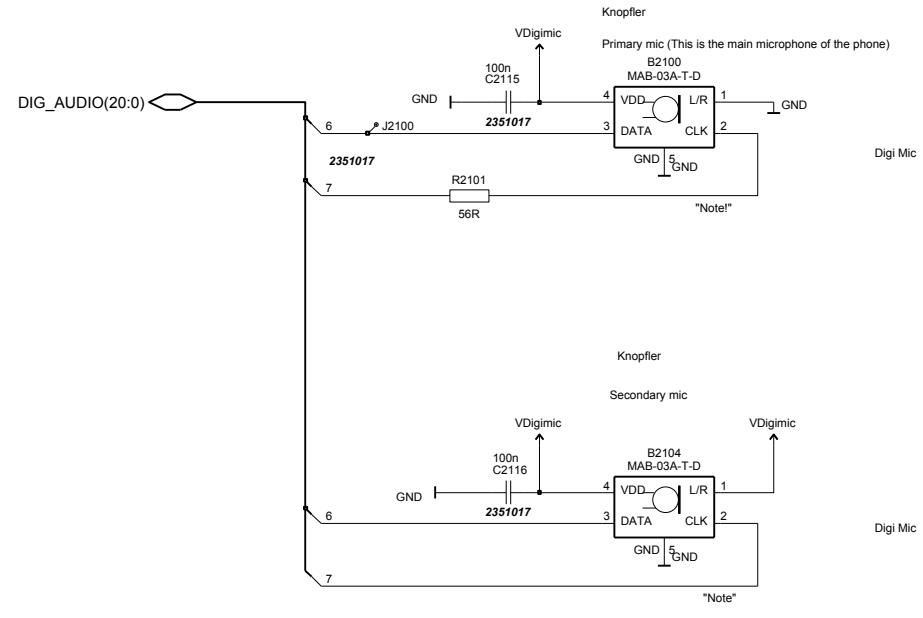 Knopfler
VDigimic
Primary mic (This is the main microphone of the phone)
B2100
MAB-03A-T-D
100n
C2115
GND
2351017
4
VDD
L/R
1
GND
DIG_AUDIO(20:0)
6
J2100
3
DATA
CLK
2
2351017
GND
5
GND
Digi Mic
7
R2101
56R
"Note!"
Knopfler
Secondary mic
VDigimic
VDigimic
B2104
MAB-03A-T-D
100n
C2116
GND
2351017
4
VDD
L/R
1
6
3
DATA
CLK
2
GND
5
GND
Digi Mic
7
"Note"